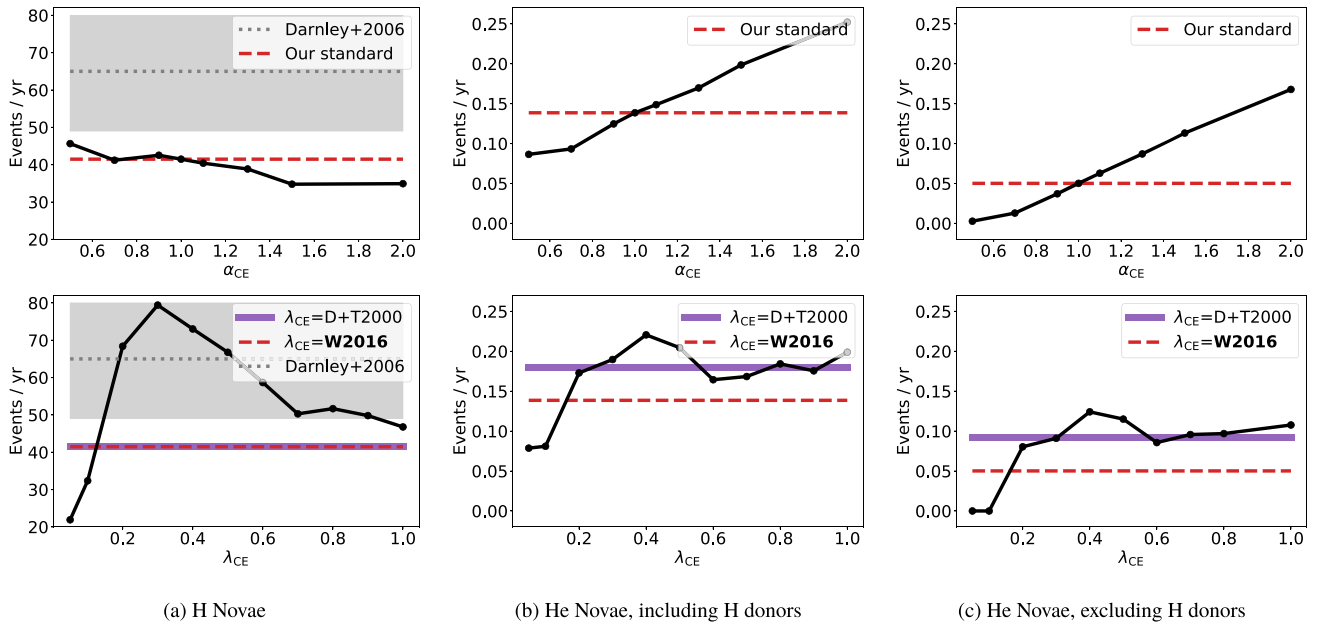 80
70
60
50
40
30
20
Events / yr
Darnley+2006
Our standard
0.6 0.8 1.0 1.2 1.4 1.6 1.8 2.0
αCE
0.25
0.20
0.15
0.10
0.05
0.00
Events / yr
Our standard
0.6 0.8 1.0 1.2 1.4 1.6 1.8 2.0
αCE
0.25
0.20
0.15
0.10
0.05
0.00
Events / yr
Our standard
0.6 0.8 1.0 1.2 1.4 1.6 1.8 2.0
αCE
80
70
60
50
40
30
20
Events / yr
λCE=D+T2000
λCE=W2016
Darnley+2006
0.2 0.4 0.6 0.8 1.0
λCE
0.25
0.20
0.15
0.10
0.05
0.00
Events / yr
λCE=D+T2000
λCE=W2016
0.2 0.4 0.6 0.8 1.0
λCE
0.25
0.20
0.15
0.10
0.05
0.00
Events / yr
λCE=D+T2000
λCE=W2016
0.2 0.4 0.6 0.8 1.0
λCE
(a) H Novae
(b) He Novae, including H donors
(c) He Novae, excluding H donors